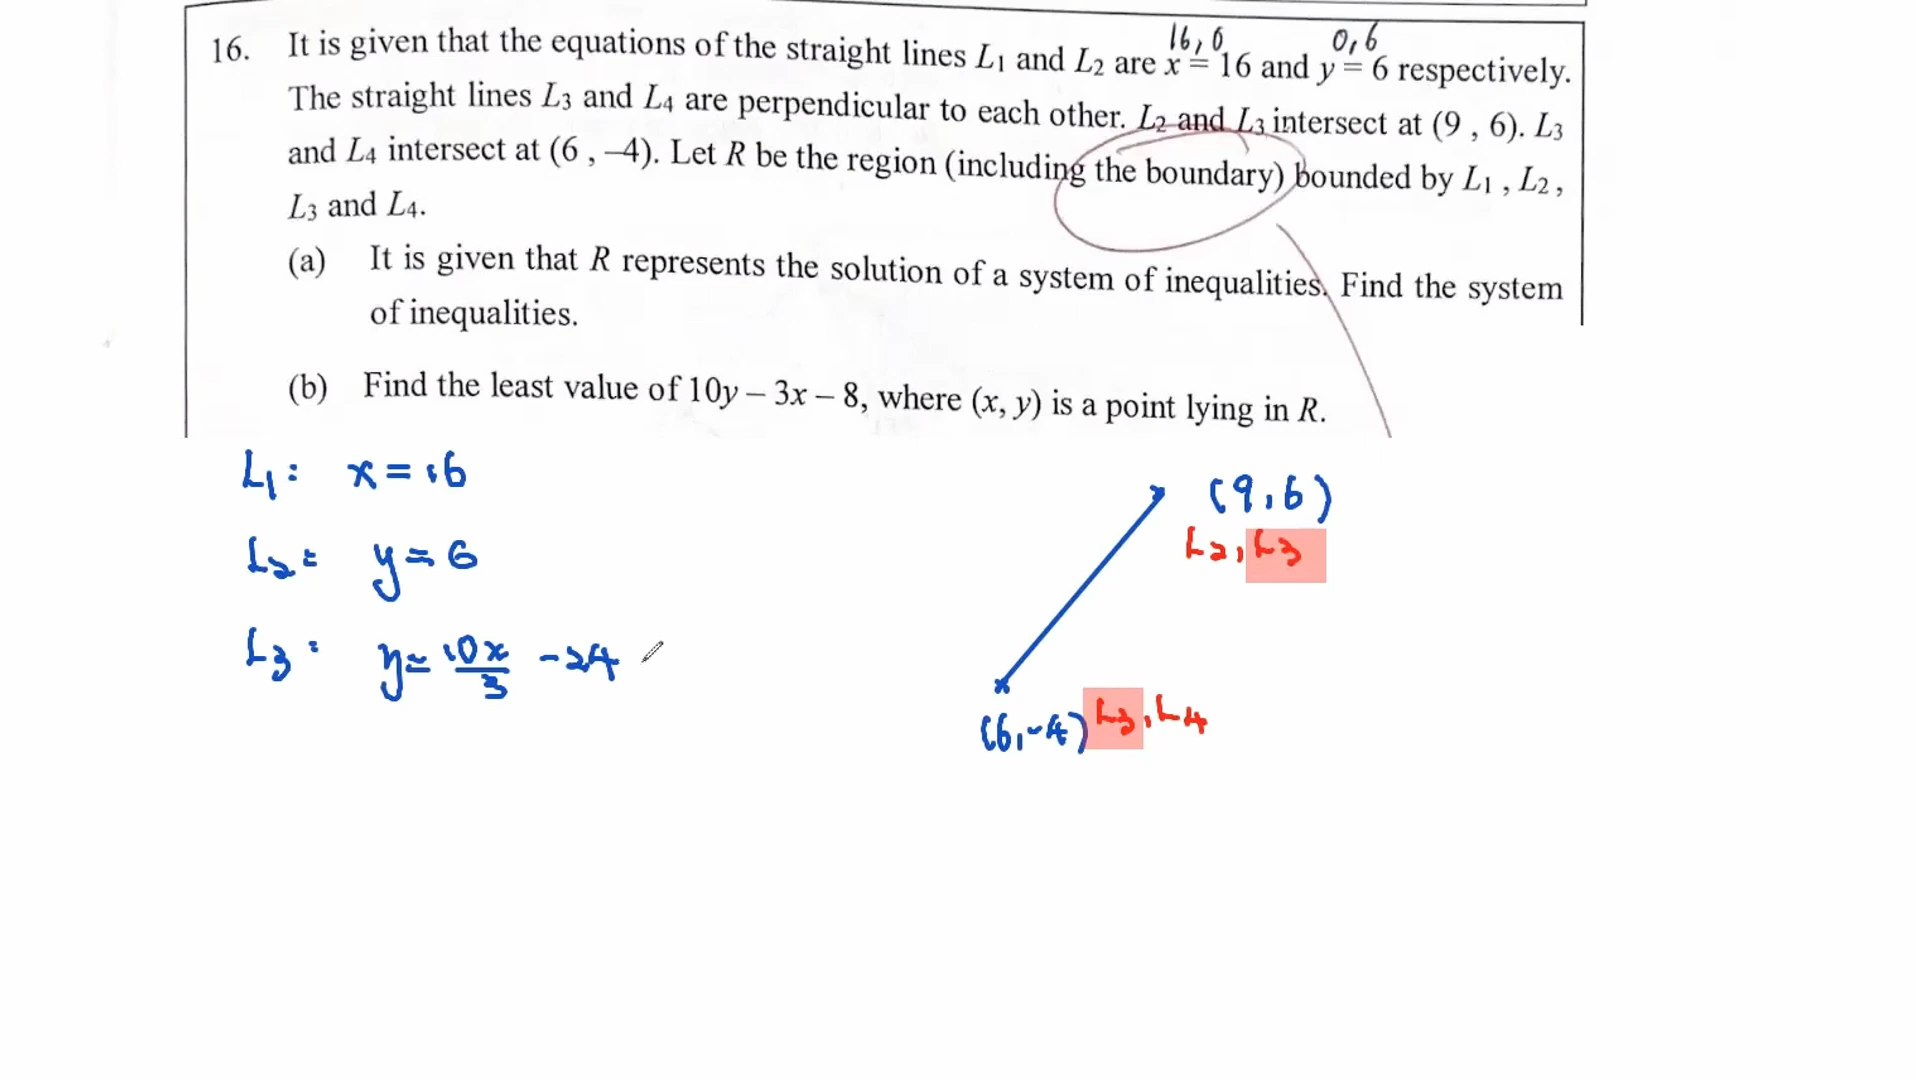 16, 0
0, 6
16. It is given that the equations of the straight lines L1 and L2 are x = 16 and y = 6 respectively.
The straight lines L3 and L4 are perpendicular to each other. L2 and L3 intersect at (9 , 6). L3
and L4 intersect at (6 , –4). Let R be the region (including the boundary) bounded by L1 , L2 ,
L3 and L4.
(a) It is given that R represents the solution of a system of inequalities. Find the system
of inequalities.
(b) Find the least value of 10y – 3x – 8, where (x, y) is a point lying in R.
L1: x = 16
(9, 6)
L2, L3
L2: y = 6
L3: y = 10x/3 - 24
(6, -4) L3, L4